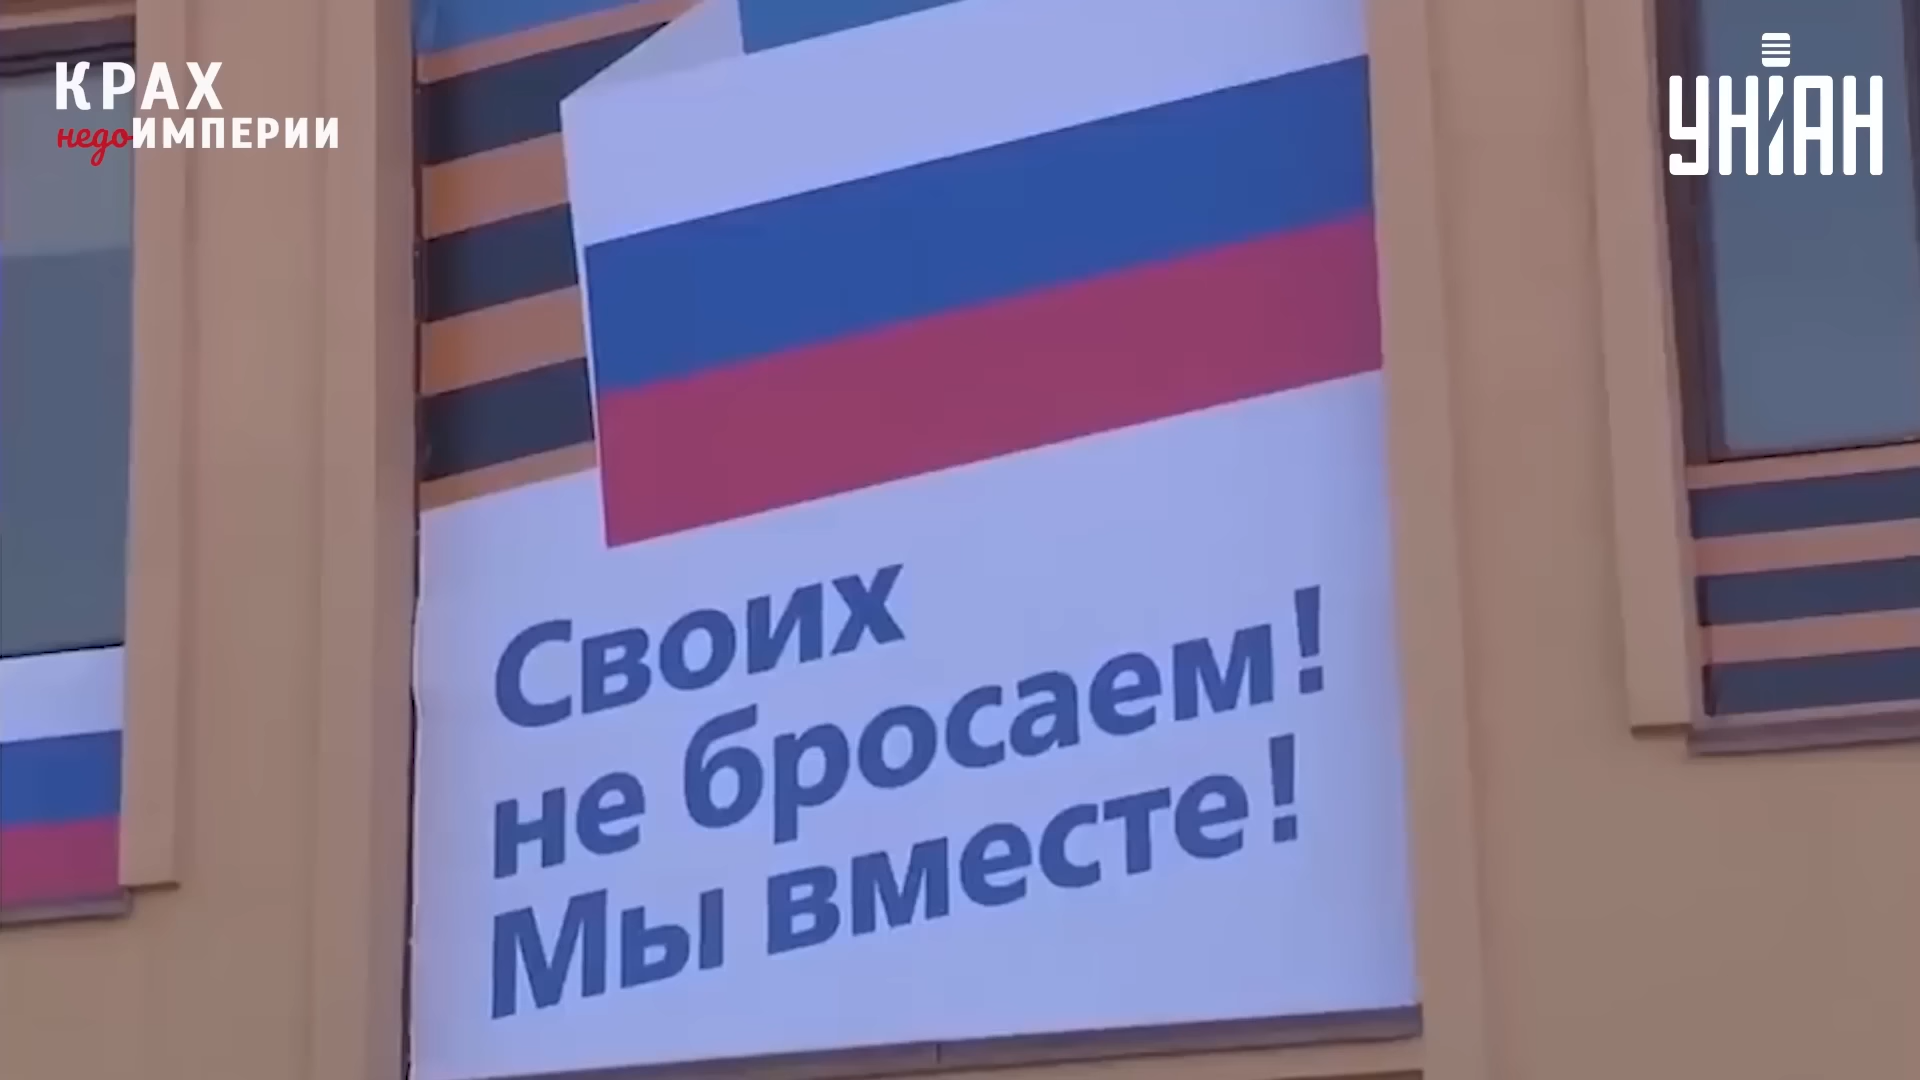 КРАХ
недоИМПЕРИИ
УНІАН
Своих
не бросаем!
Мы вместе!